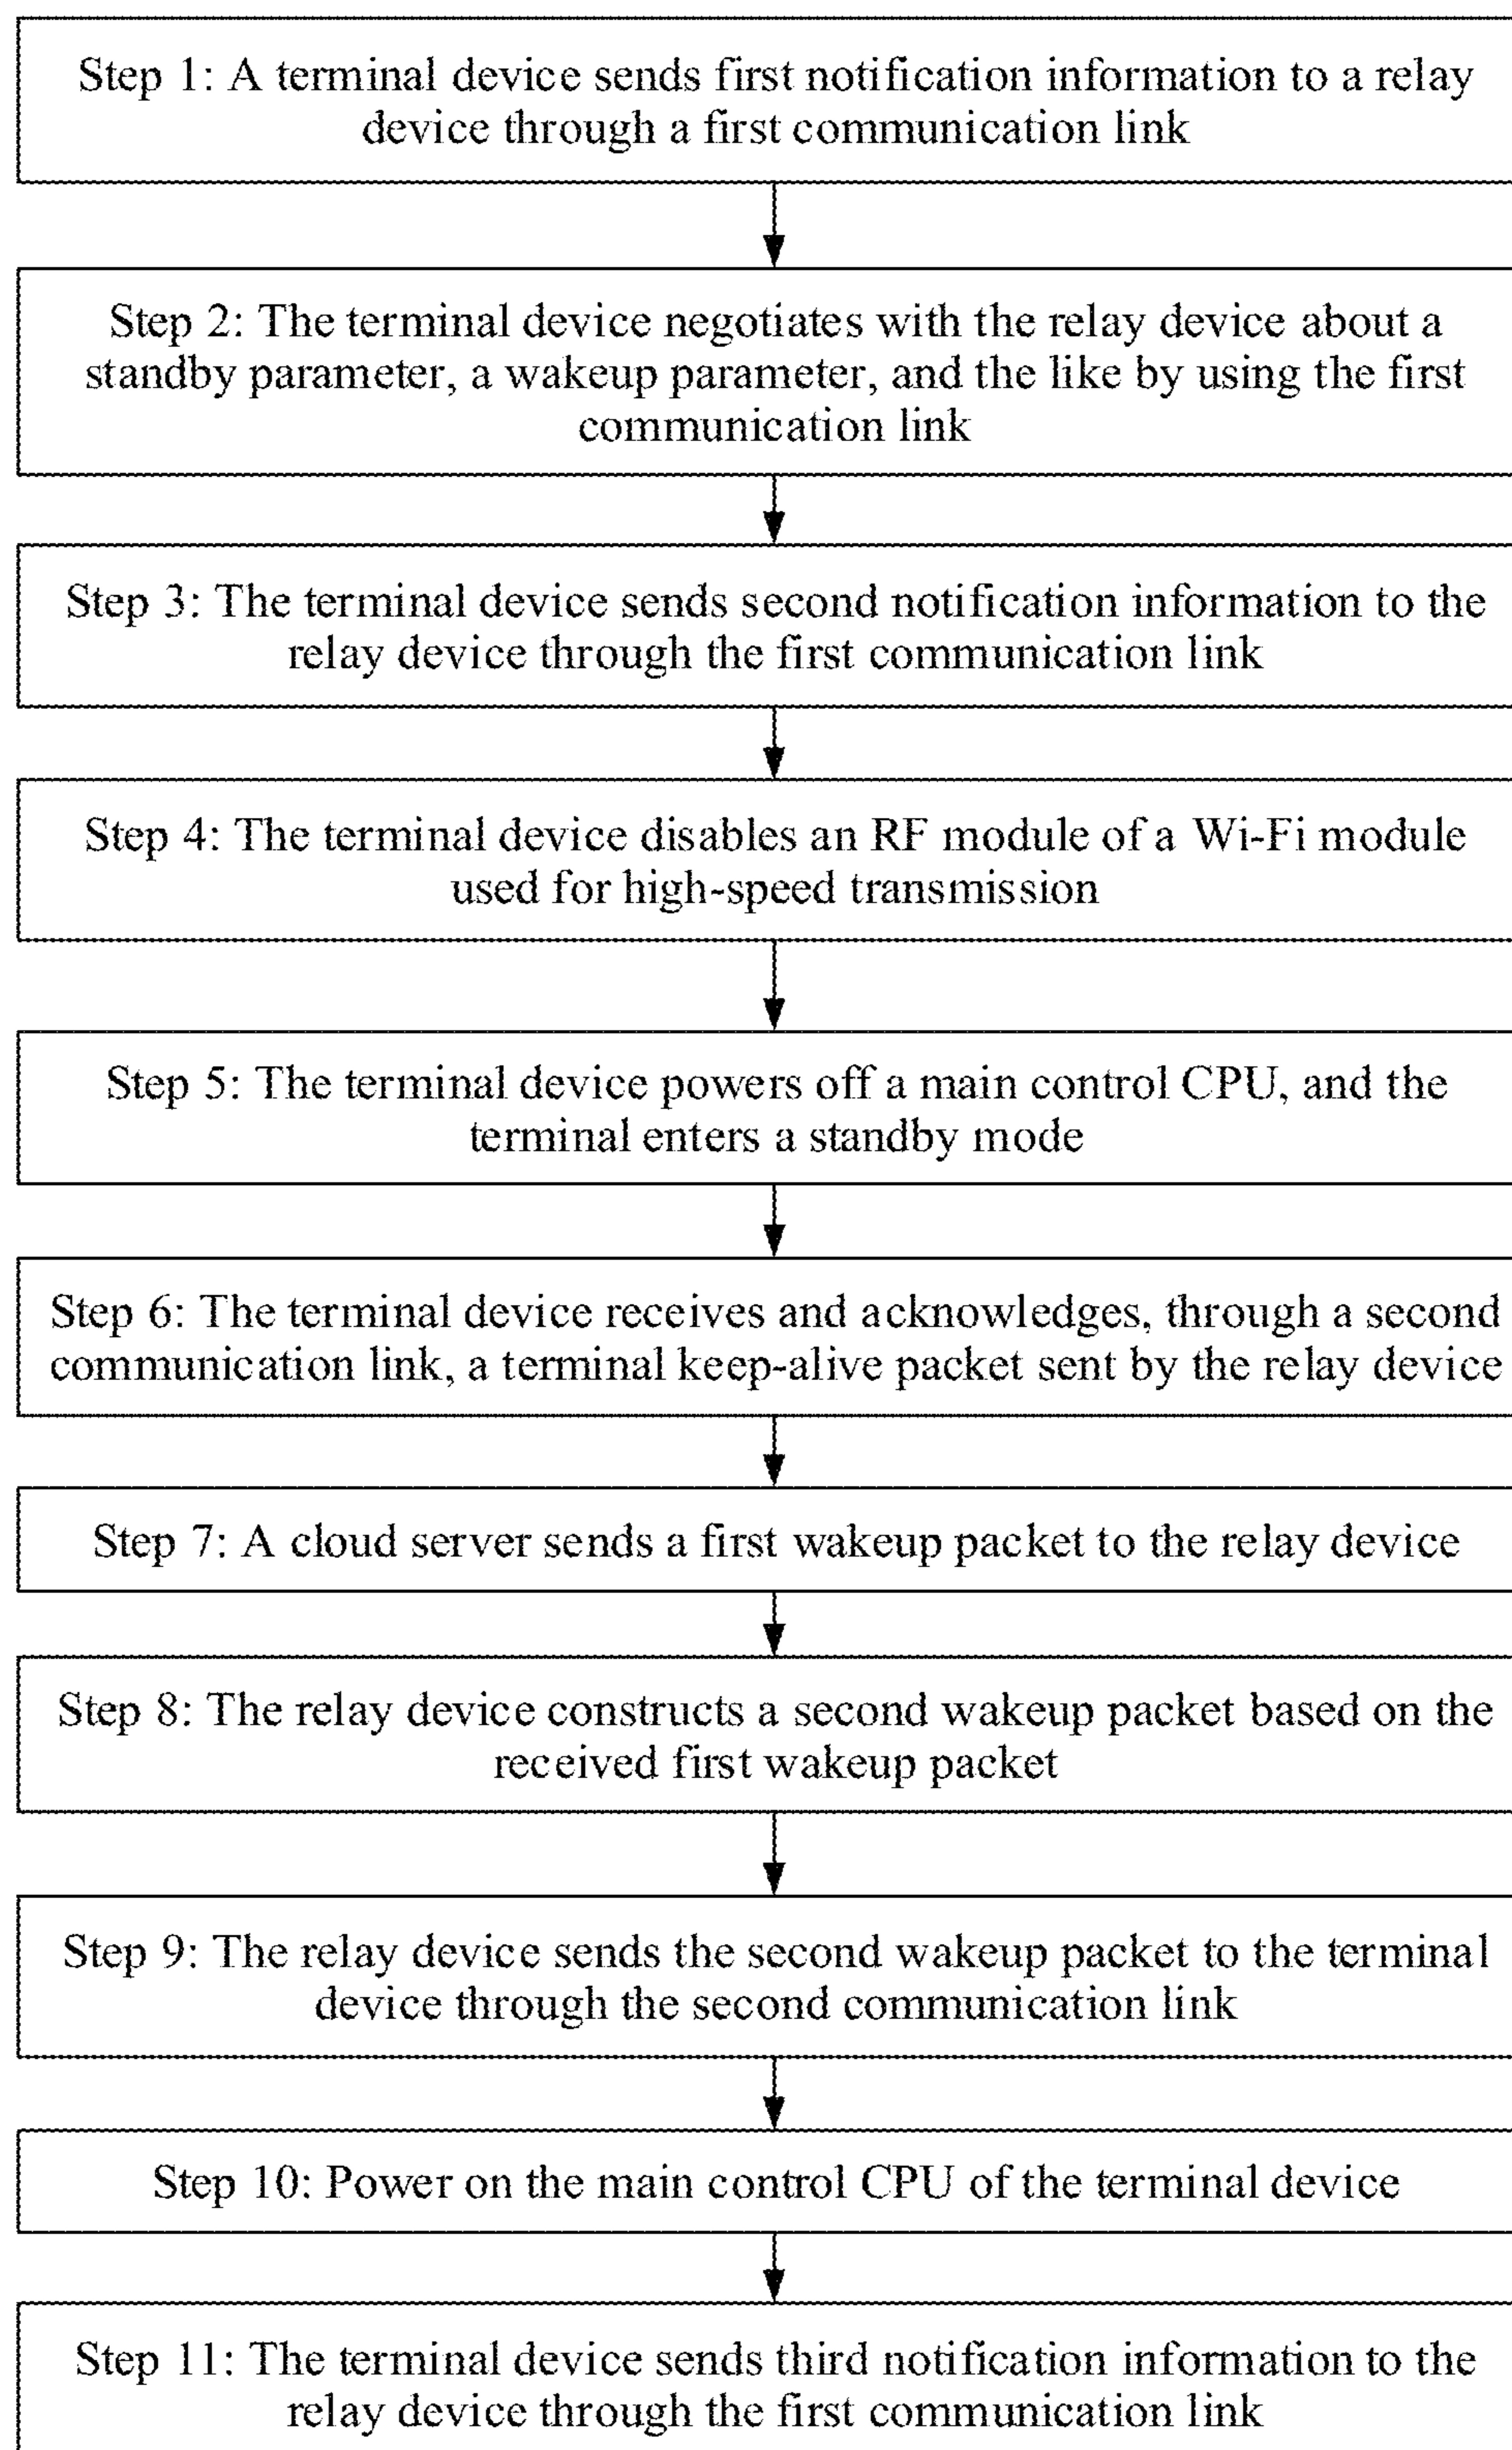 Step 1: A terminal device sends first notification information to a relay
device through a first communication link
Step 2: The terminal device negotiates with the relay device about a
standby parameter, a wakeup parameter, and the like by using the first
communication link
Step 3: The terminal device sends second notification information to the
relay device through the first communication link
Step 4: The terminal device disables an RF module of a Wi-Fi module
used for high-speed transmission
Step 5: The terminal device powers off a main control CPU, and the
terminal enters a standby mode
Step 6: The terminal device receives and acknowledges, through a second
communication link, a terminal keep-alive packet sent by the relay device
Step 7: A cloud server sends a first wakeup packet to the relay device
Step 8: The relay device constructs a second wakeup packet based on the
received first wakeup packet
Step 9: The relay device sends the second wakeup packet to the terminal
device through the second communication link
Step 10: Power on the main control CPU of the terminal device
Step 11: The terminal device sends third notification information to the
relay device through the first communication link